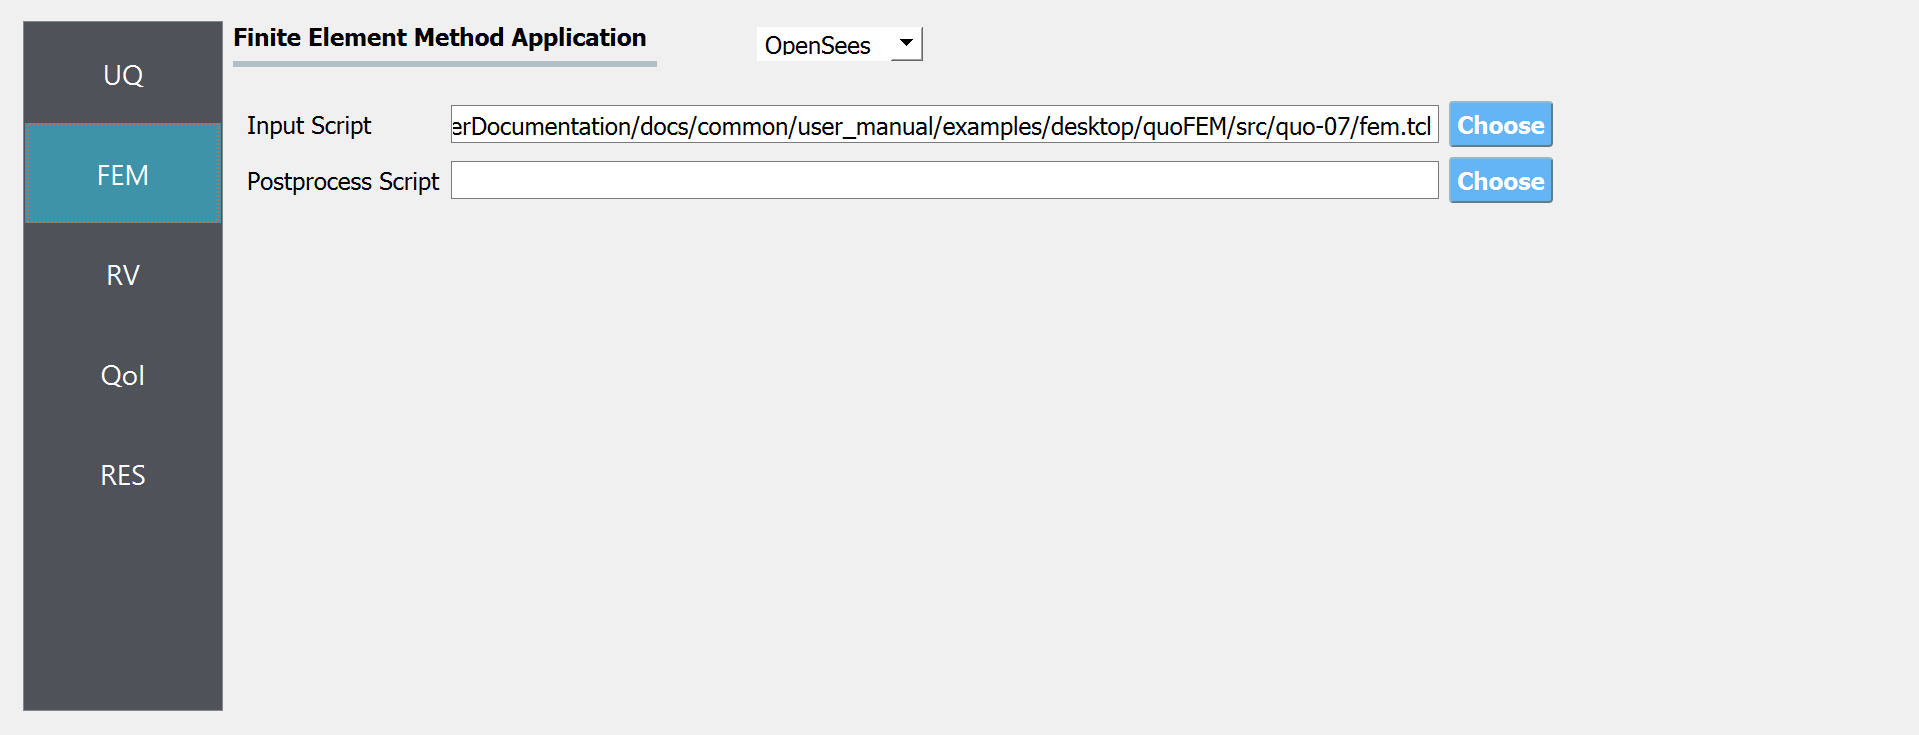 UQ
FEM
RV
QoI
RES
Finite Element Method Application
OpenSees
Input Script
erDocumentation/docs/common/user_manual/examples/desktop/quoFEM/src/quo-07/fem.tcl
Choose
Postprocess Script
Choose